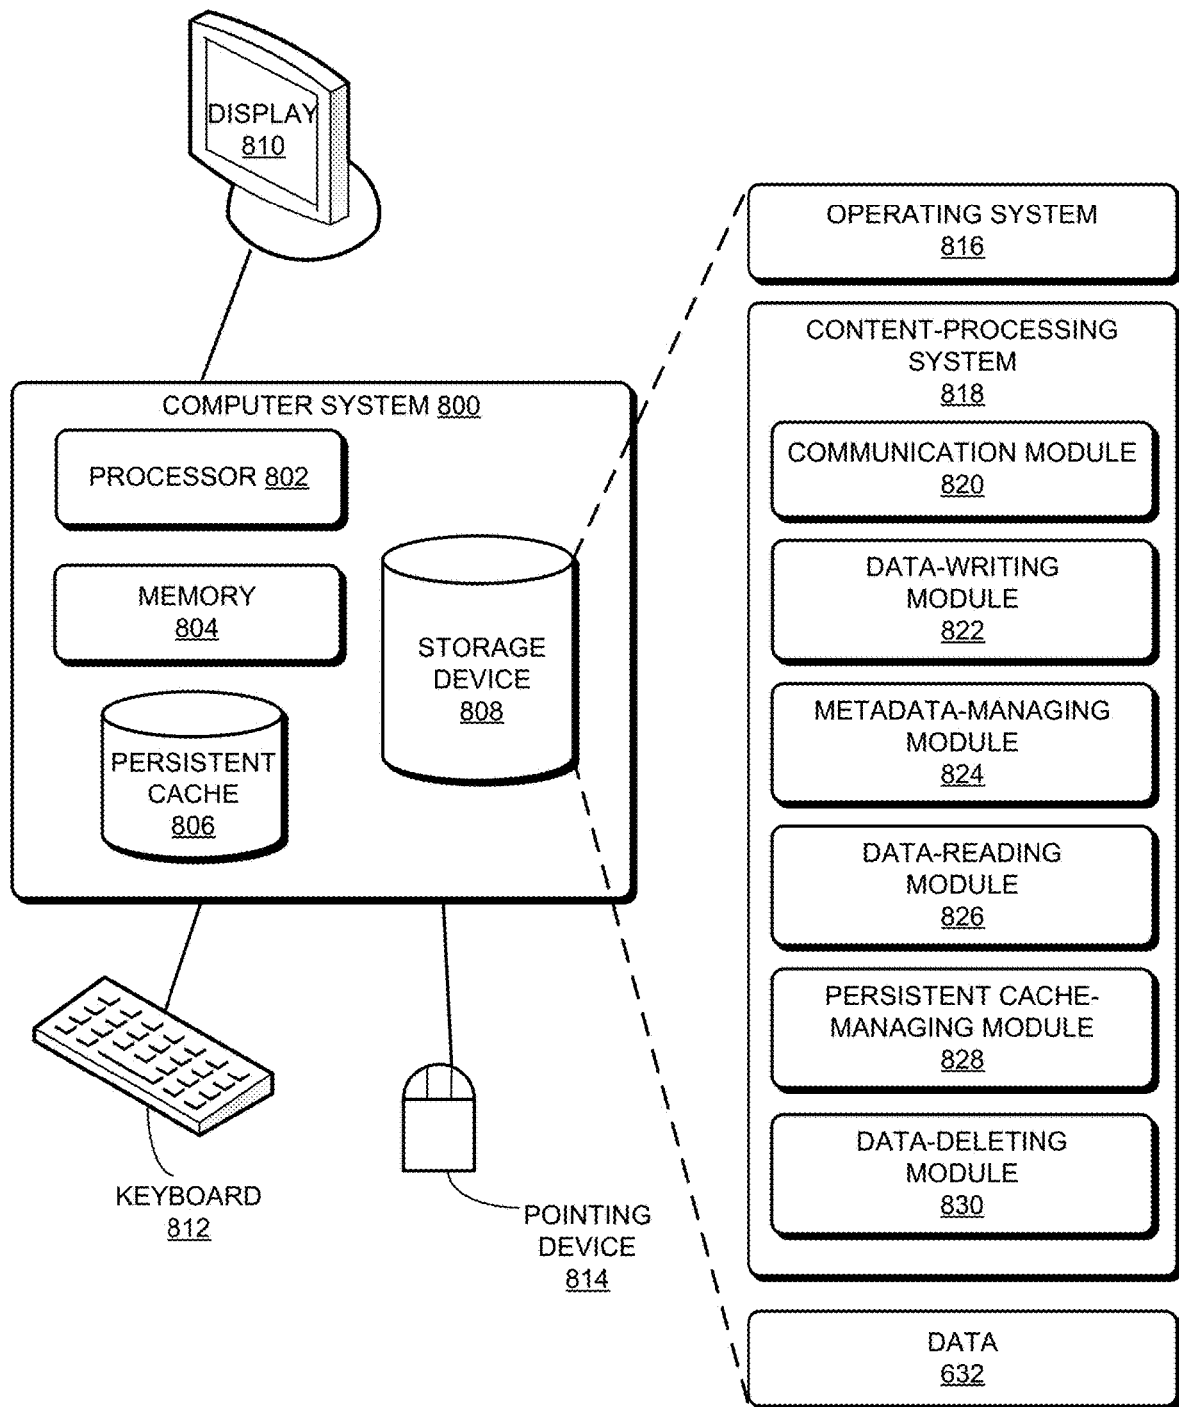 DISPLAY
810
COMPUTER SYSTEM 800
PROCESSOR 802
MEMORY
804
PERSISTENT
CACHE
806
STORAGE
DEVICE
808
KEYBOARD
812
POINTING
DEVICE
814
OPERATING SYSTEM
816
CONTENT-PROCESSING
SYSTEM
818
COMMUNICATION MODULE
820
DATA-WRITING
MODULE
822
METADATA-MANAGING
MODULE
824
DATA-READING
MODULE
826
PERSISTENT CACHE-
MANAGING MODULE
828
DATA-DELETING
MODULE
830
DATA
632